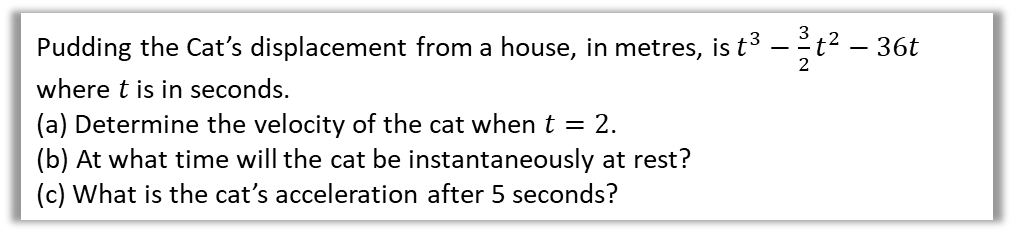 Pudding the Cat’s displacement from a house, in metres, is t³ − 3/2 t² − 36t
where t is in seconds.
(a) Determine the velocity of the cat when t = 2.
(b) At what time will the cat be instantaneously at rest?
(c) What is the cat’s acceleration after 5 seconds?